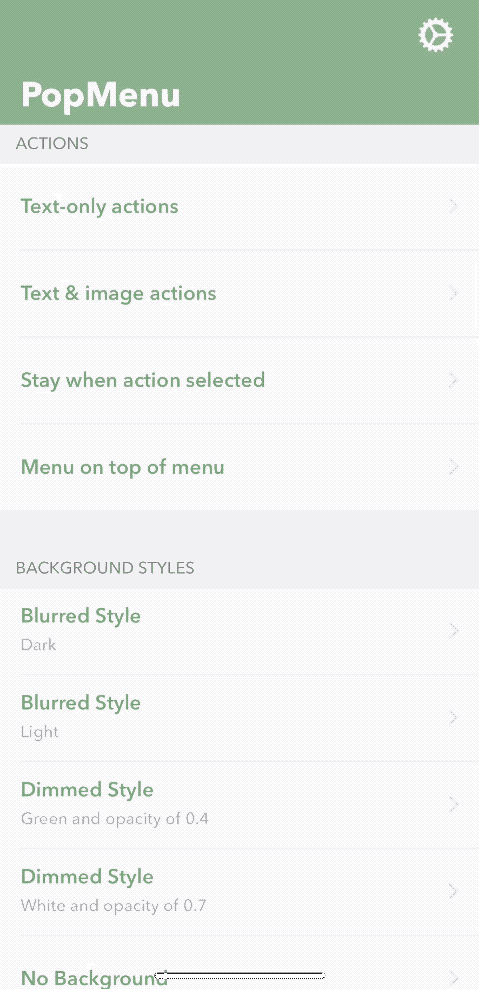 PopMenu
ACTIONS
Text-only actions
Text & image actions
Stay when action selected
Menu on top of menu
BACKGROUND STYLES
Blurred Style
Dark
Blurred Style
Light
Dimmed Style
Green and opacity of 0.4
Dimmed Style
White and opacity of 0.7
No Background